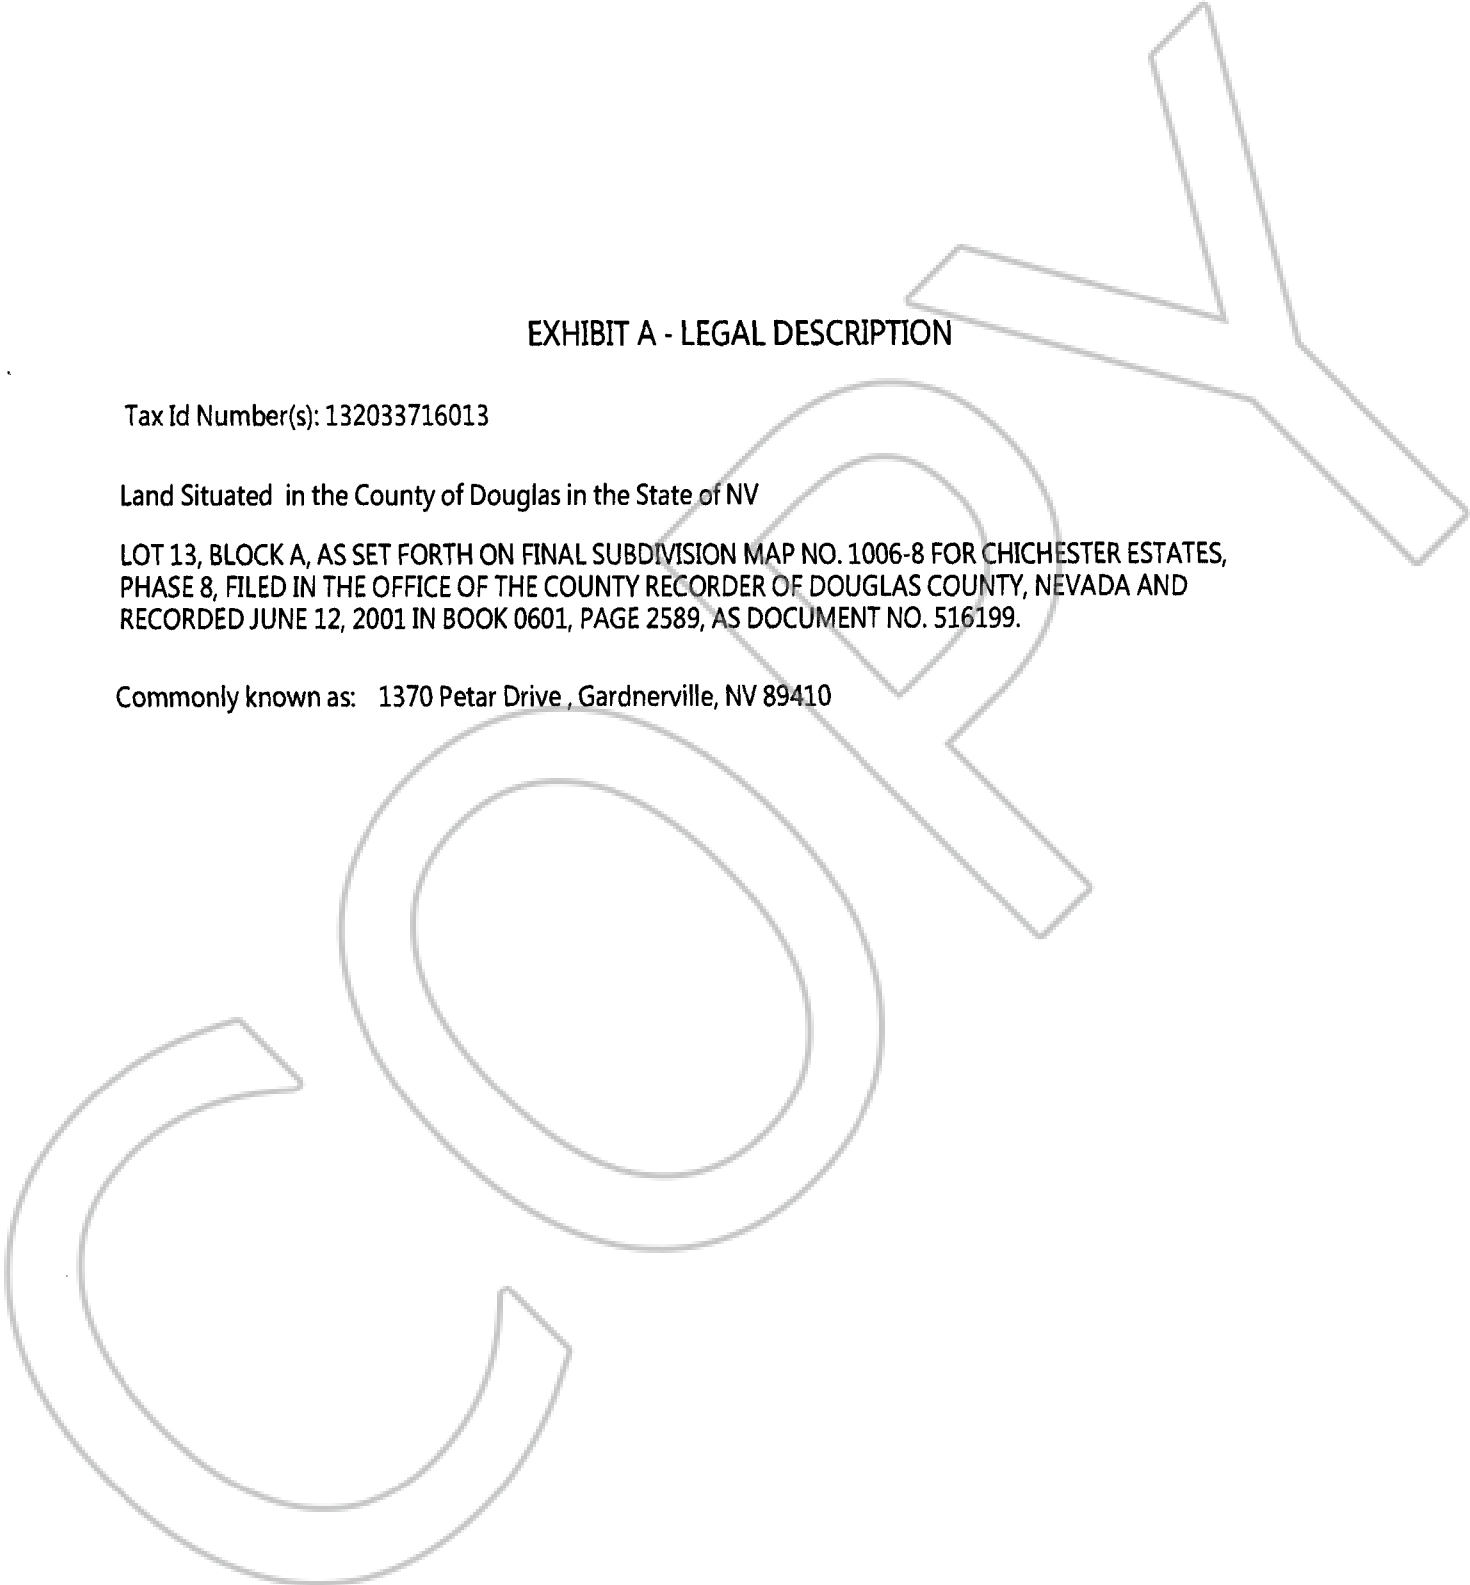 EXHIBIT A - LEGAL DESCRIPTION
Tax Id Number(s): 132033716013
Land Situated in the County of Douglas in the State of NV
LOT 13, BLOCK A, AS SET FORTH ON FINAL SUBDIVISION MAP NO. 1006-8 FOR CHICHESTER ESTATES,
PHASE 8, FILED IN THE OFFICE OF THE COUNTY RECORDER OF DOUGLAS COUNTY, NEVADA AND
RECORDED JUNE 12, 2001 IN BOOK 0601, PAGE 2589, AS DOCUMENT NO. 516199.
Commonly known as: 1370 Petar Drive , Gardnerville, NV 89410
COPY